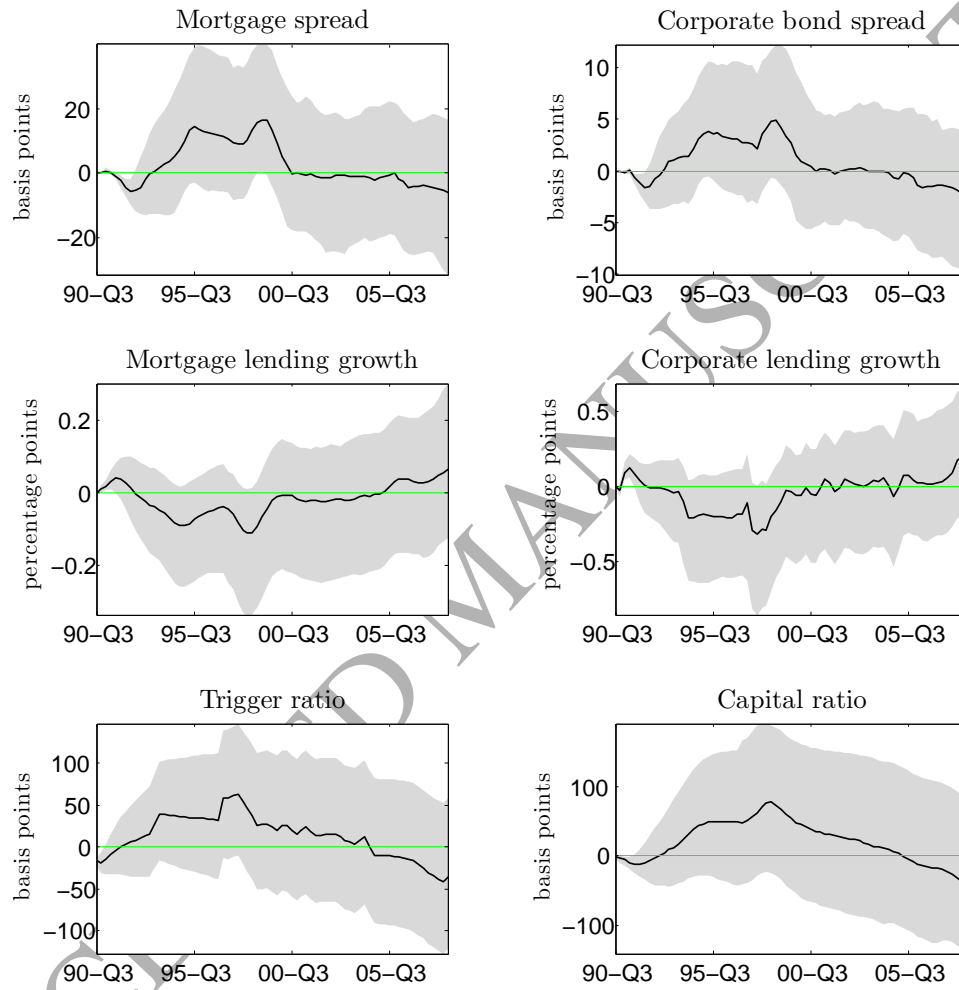 Mortgage spread
basis points
20
0
−20
90−Q3 95−Q3 00−Q3 05−Q3
Corporate bond spread
basis points
10
5
0
−5
−10
90−Q3 95−Q3 00−Q3 05−Q3
Mortgage lending growth
percentage points
0.2
0
−0.2
90−Q3 95−Q3 00−Q3 05−Q3
Corporate lending growth
percentage points
0.5
0
−0.5
90−Q3 95−Q3 00−Q3 05−Q3
Trigger ratio
basis points
100
50
0
−50
−100
90−Q3 95−Q3 00−Q3 05−Q3
Capital ratio
basis points
100
0
−100
90−Q3 95−Q3 00−Q3 05−Q3